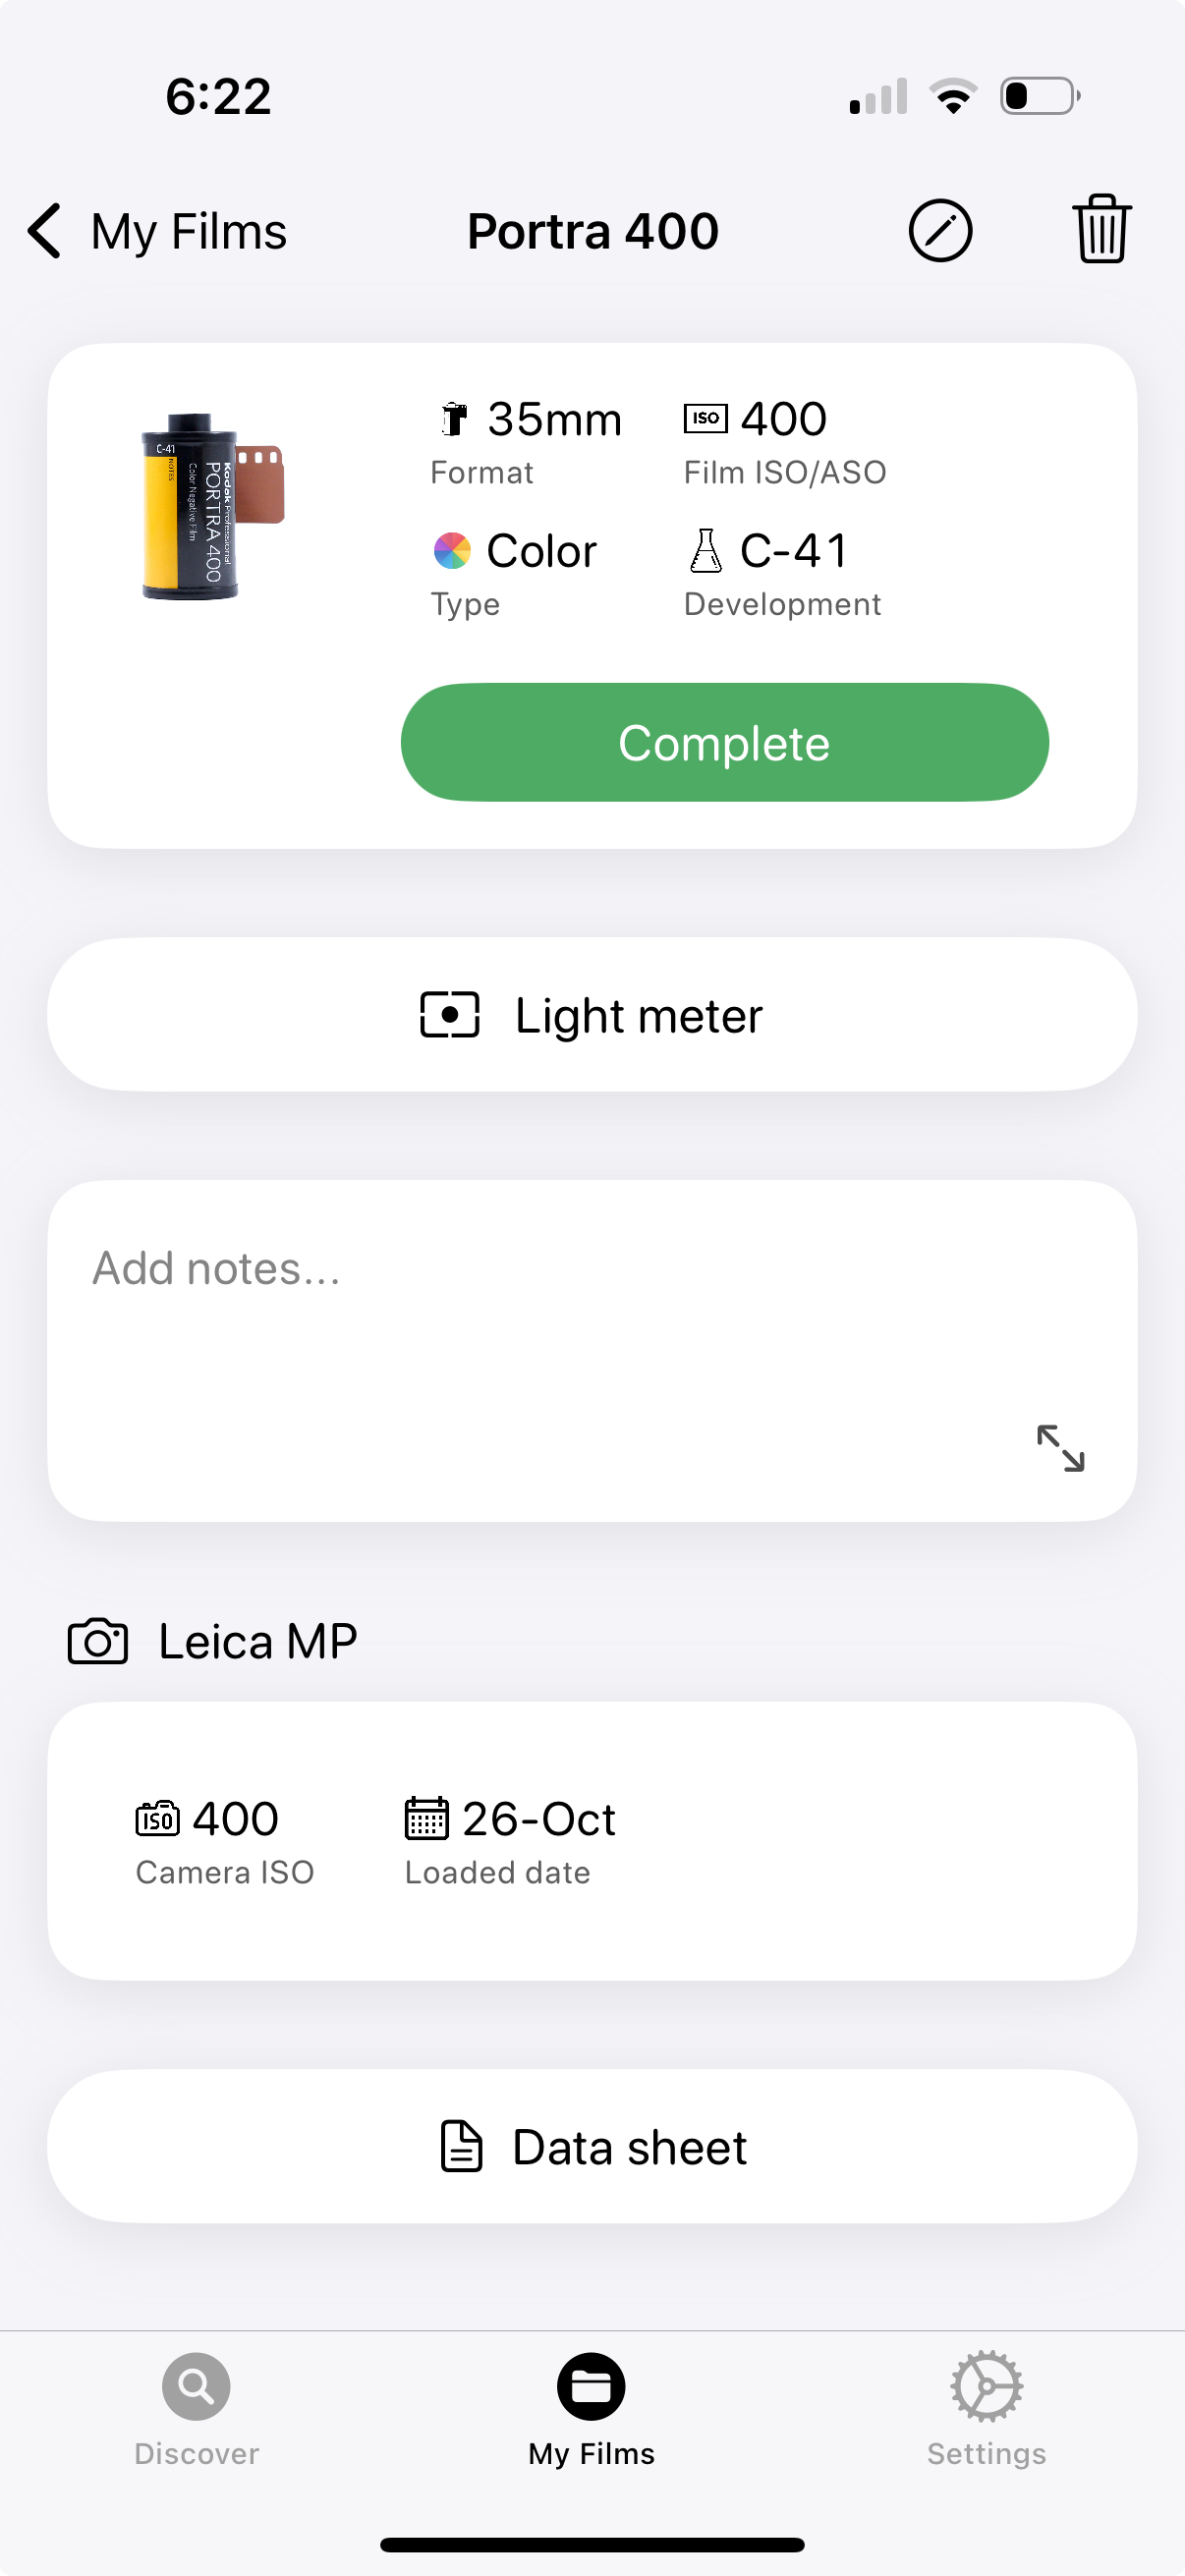 6:22
My Films
Portra 400
C-41
NOTES
Color Negative Film
PORTRA 400
Kodak Professional
35mm
ISO 400
Format
Film ISO/ASO
Color
C-41
Type
Development
Complete
Light meter
Add notes...
Leica MP
ISO 400
26-Oct
Camera ISO
Loaded date
Data sheet
Discover
My Films
Settings